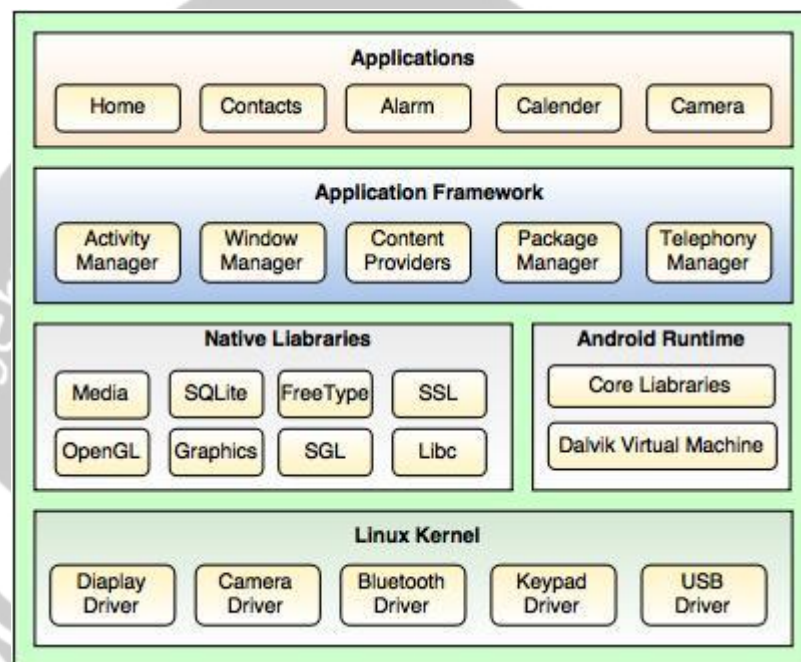 Applications
Home Contacts Alarm Calender Camera
Application Framework
Activity Manager
Window Manager
Content Providers
Package Manager
Telephony Manager
Native Liabraries
Media SQLite FreeType SSL
OpenGL Graphics SGL Libc
Android Runtime
Core Liabraries
Dalvik Virtual Machine
Linux Kernel
Diaplay Driver
Camera Driver
Bluetooth Driver
Keypad Driver
USB Driver